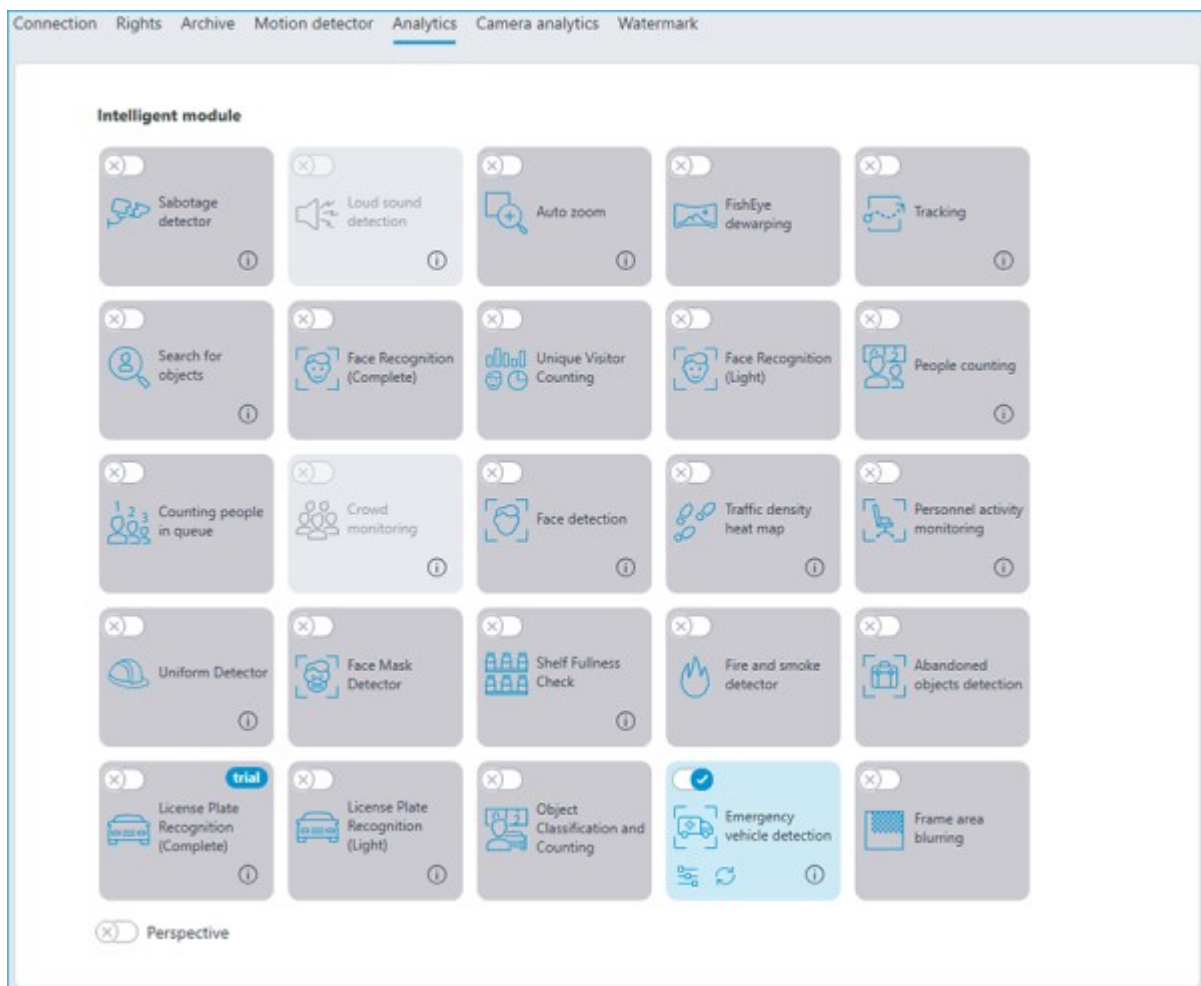 Connection Rights Archive Motion detector Analytics Camera analytics Watermark
Intelligent module
Sabotage
detector
Loud sound
detection
Auto zoom
FishEye
dewarping
Tracking
Search for
objects
Face Recognition
(Complete)
Unique Visitor
Counting
Face Recognition
(Light)
People counting
Counting people
in queue
Crowd
monitoring
Face detection
Traffic density
heat map
Personnel activity
monitoring
Uniform Detector
Face Mask
Detector
Shelf Fullness
Check
Fire and smoke
detector
Abandoned
objects detection
trial
License Plate
Recognition
(Complete)
License Plate
Recognition
(Light)
Object
Classification and
Counting
Emergency
vehicle detection
Frame area
blurring
Perspective